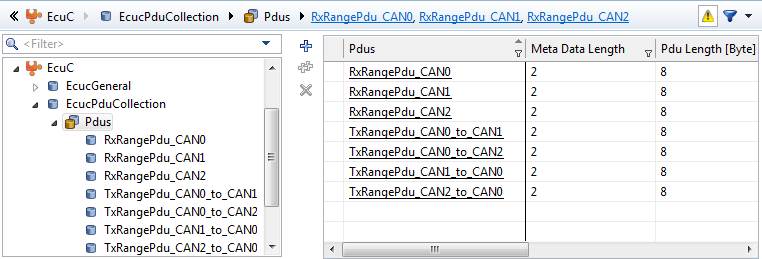 EcuC EcucPduCollection Pdus RxRangePdu_CAN0, RxRangePdu_CAN1, RxRangePdu_CAN2
<Filter>
EcuC
EcucGeneral
EcucPduCollection
Pdus
RxRangePdu_CAN0
RxRangePdu_CAN1
RxRangePdu_CAN2
TxRangePdu_CAN0_to_CAN1
TxRangePdu_CAN0_to_CAN2
TxRangePdu_CAN1_to_CAN0
TxRangePdu_CAN2_to_CAN0
Pdus Meta Data Length Pdu Length [Byte]
RxRangePdu_CAN0 2 8
RxRangePdu_CAN1 2 8
RxRangePdu_CAN2 2 8
TxRangePdu_CAN0_to_CAN1 2 8
TxRangePdu_CAN0_to_CAN2 2 8
TxRangePdu_CAN1_to_CAN0 2 8
TxRangePdu_CAN2_to_CAN0 2 8